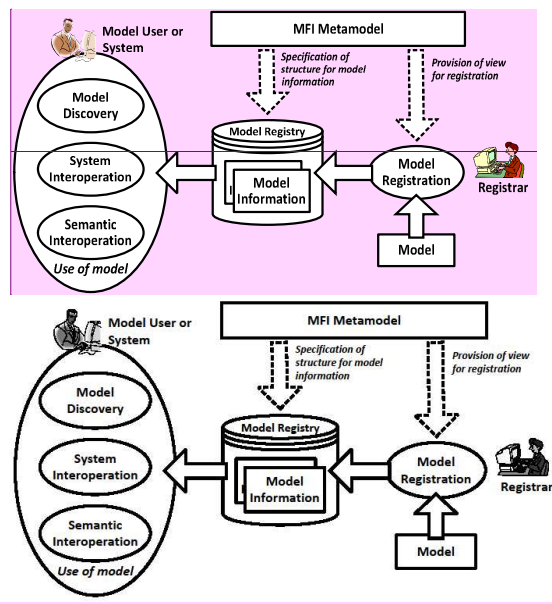 Model User or
System
MFI Metamodel
Specification of
structure for model
information
Provision of view
for registration
Model
Discovery
Model Registry
System
Interoperation
Model
Information
Model
Registration
Registrar
Semantic
Interoperation
Model
Use of model
Model User or
System
MFI Metamodel
Specification of
structure for model
information
Provision of view
for registration
Model
Discovery
Model Registry
System
Interoperation
Model
Information
Model
Registration
Registrar
Semantic
Interoperation
Model
Use of model